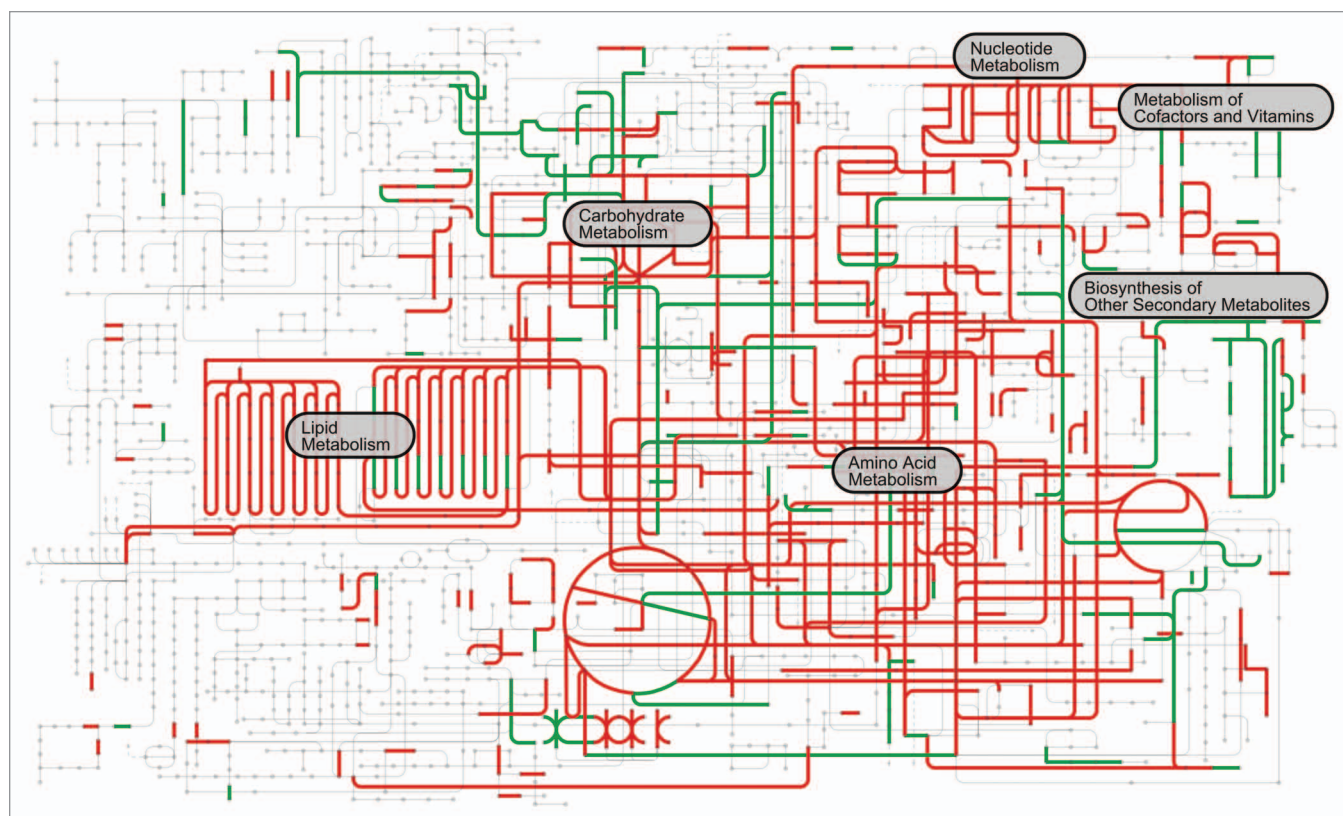 Nucleotide
Metabolism
Metabolism of
Cofactors and Vitamins
Carbohydrate
Metabolism
Biosynthesis of
Other Secondary Metabolites
Lipid
Metabolism
Amino Acid
Metabolism